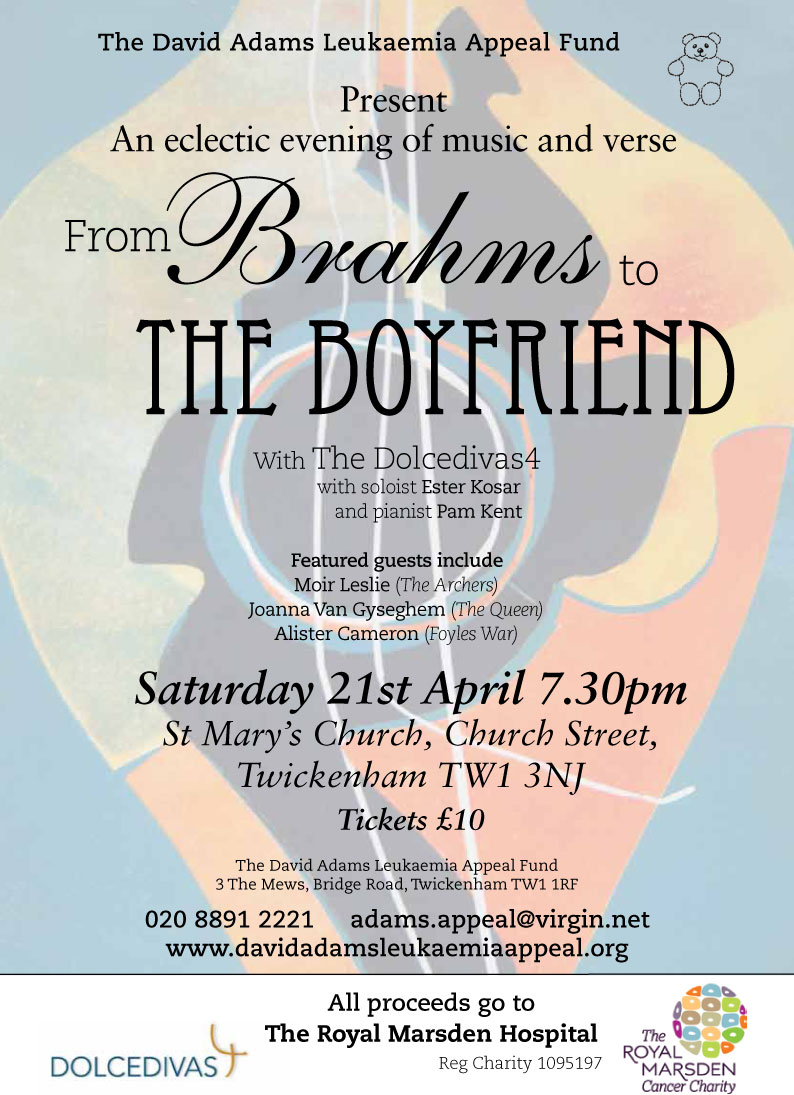 The David Adams Leukaemia Appeal Fund
Present
An eclectic evening of music and verse
From Brahms to
THE BOYFRIEND
With The Dolcedivas4
with soloist Ester Kosar
and pianist Pam Kent
Featured guests include
Moir Leslie (The Archers)
Joanna Van Gyseghem (The Queen)
Alister Cameron (Foyles War)
Saturday 21st April 7.30pm
St Mary's Church, Church Street,
Twickenham TW1 3NJ
Tickets £10
The David Adams Leukaemia Appeal Fund
3 The Mews, Bridge Road, Twickenham TW1 1RF
020 8891 2221 adams.appeal@virgin.net
www.davidadamsleukaemiaappeal.org
All proceeds go to
The Royal Marsden Hospital
Reg Charity 1095197
DOLCEDIVAS4
The
ROYAL
MARSDEN
Cancer Charity